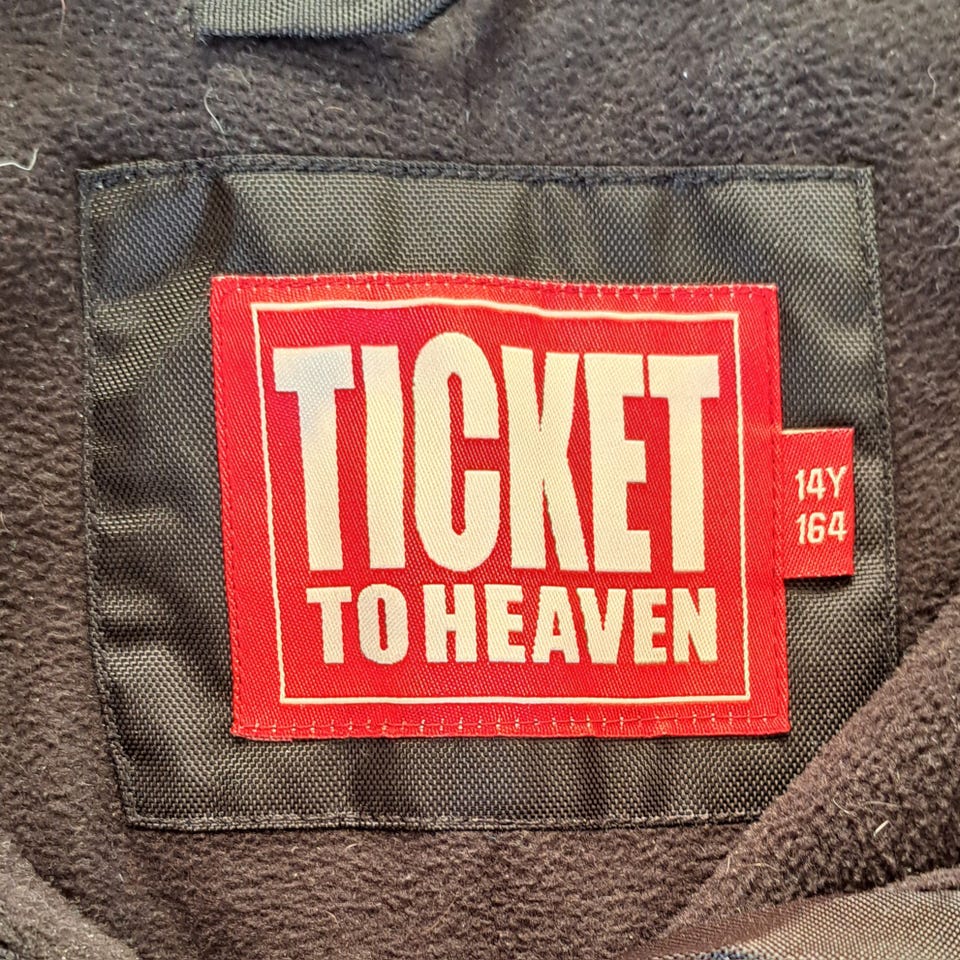 TICKET
TO HEAVEN
14Y
164